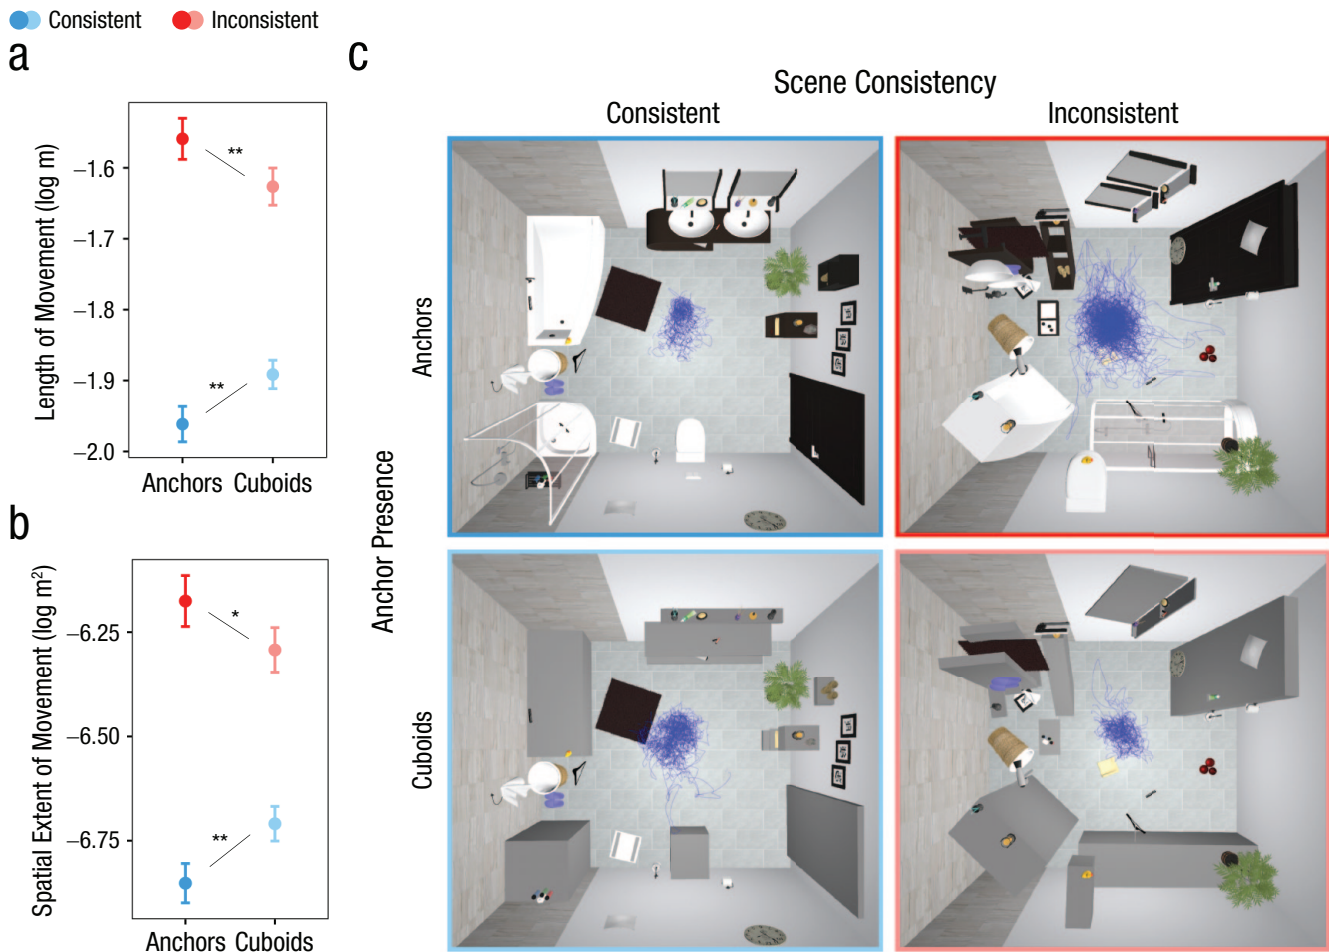 Consistent Inconsistent
a
Length of Movement (log m)
−1.6
−1.7
−1.8
−1.9
−2.0
**
**
Anchors Cuboids
b
Spatial Extent of Movement (log m²)
−6.25
−6.50
−6.75
*
**
Anchors Cuboids
c
Scene Consistency
Consistent Inconsistent
Anchor Presence
Anchors
Cuboids